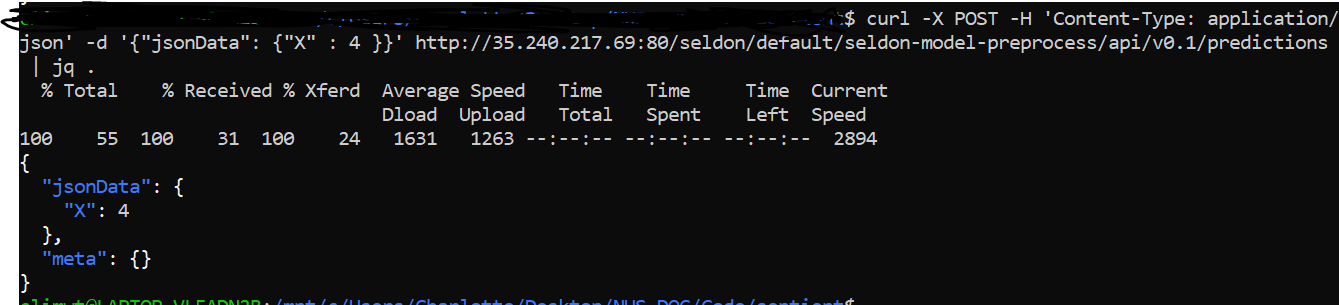 $ curl -X POST -H 'Content-Type: application/
json' -d '{"jsonData": {"X" : 4 }}' http://35.240.217.69:80/seldon/default/seldon-model-preprocess/api/v0.1/predictions
| jq .
% Total % Received % Xferd Average Speed Time Time Time Current
Dload Upload Total Spent Left Speed
100 55 100 31 100 24 1631 1263 --:--:-- --:--:-- --:--:-- 2894
{
"jsonData": {
"X": 4
},
"meta": {}
}